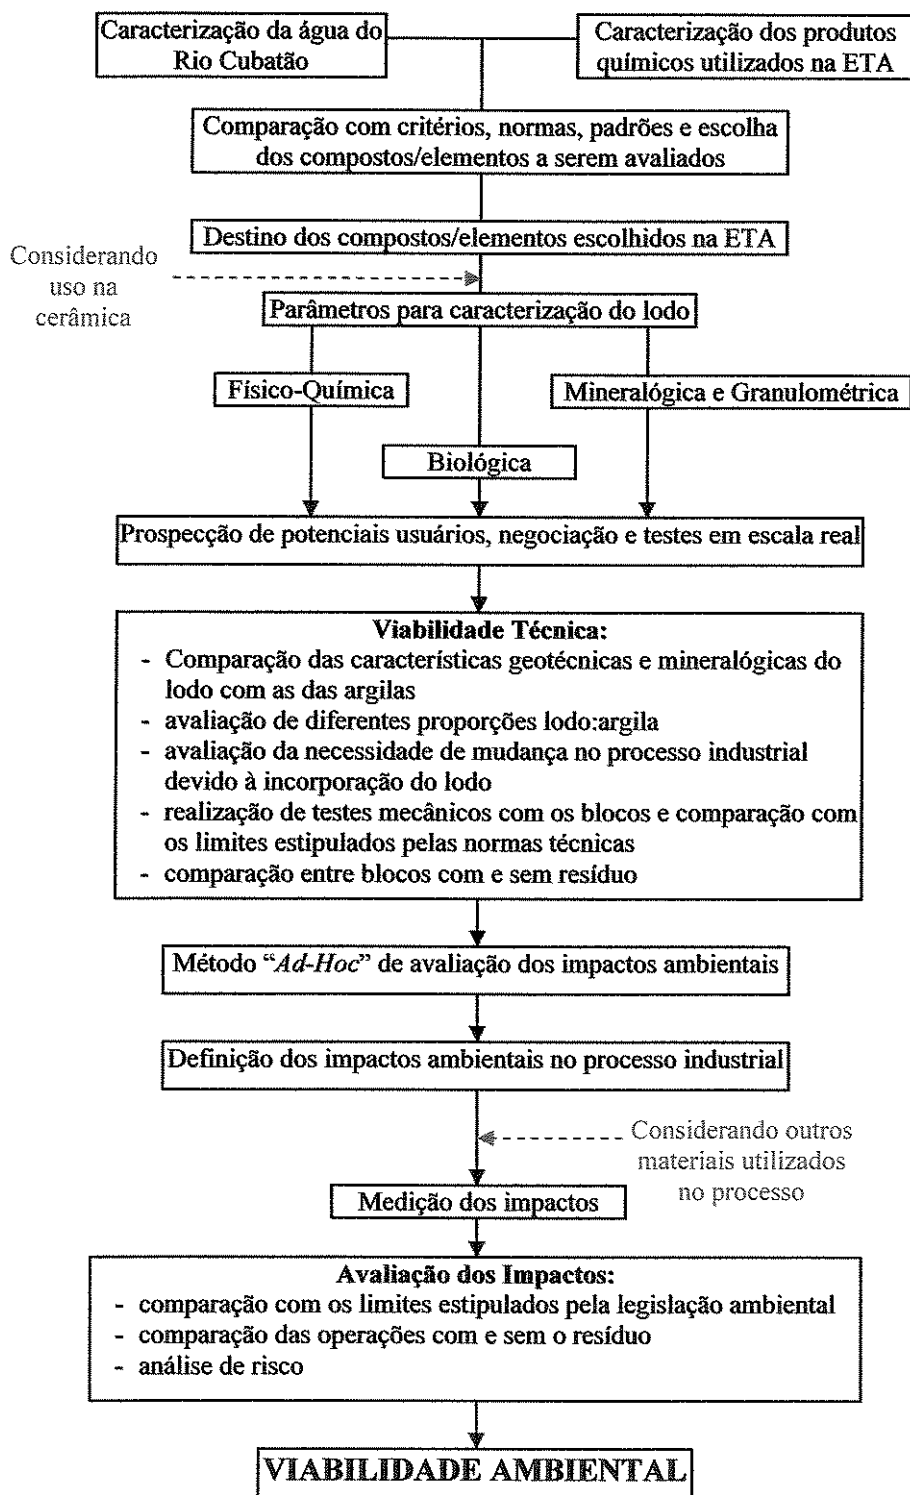 Caracterização da água do
Rio Cubatão
Caracterização dos produtos
químicos utilizados na ETA
Comparação com critérios, normas, padrões e escolha
dos compostos/elementos a serem avaliados
Destino dos compostos/elementos escolhidos na ETA
Considerando
uso na
cerâmica
Parâmetros para caracterização do lodo
Físico-Química
Mineralógica e Granulométrica
Biológica
Prospecção de potenciais usuários, negociação e testes em escala real
Viabilidade Técnica:
- Comparação das características geotécnicas e mineralógicas do
lodo com as das argilas
- avaliação de diferentes proporções lodo:argila
- avaliação da necessidade de mudança no processo industrial
devido à incorporação do lodo
- realização de testes mecânicos com os blocos e comparação com
os limites estipulados pelas normas técnicas
- comparação entre blocos com e sem resíduo
Método “Ad-Hoc” de avaliação dos impactos ambientais
Definição dos impactos ambientais no processo industrial
Considerando outros
materiais utilizados
no processo
Medição dos impactos
Avaliação dos Impactos:
- comparação com os limites estipulados pela legislação ambiental
- comparação das operações com e sem o resíduo
- análise de risco
VIABILIDADE AMBIENTAL